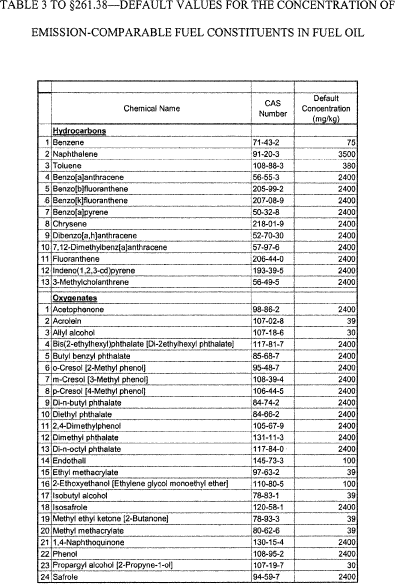 TABLE 3 TO §261.38—DEFAULT VALUES FOR THE CONCENTRATION OF
EMISSION-COMPARABLE FUEL CONSTITUENTS IN FUEL OIL
Chemical Name CAS Number Default Concentration (mg/kg)
Hydrocarbons
1 Benzene 71-43-2 75
2 Naphthalene 91-20-3 3500
3 Toluene 108-88-3 380
4 Benzo[a]anthracene 56-55-3 2400
5 Benzo[b]fluoranthene 205-99-2 2400
6 Benzo[k]fluoranthene 207-08-9 2400
7 Benzo[a]pyrene 50-32-8 2400
8 Chrysene 218-01-9 2400
9 Dibenzo[a,h]anthracene 52-70-30 2400
10 7,12-Dimethylbenz[a]anthracene 57-97-6 2400
11 Fluoranthene 206-44-0 2400
12 Indeno(1,2,3-cd)pyrene 193-39-5 2400
13 3-Methylcholanthrene 56-49-5 2400
Oxygenates
1 Acetophenone 98-86-2 2400
2 Acrolein 107-02-8 39
3 Allyl alcohol 107-18-6 30
4 Bis(2-ethylhexyl)phthalate [Di-2-ethylhexyl phthalate] 117-81-7 2400
5 Butyl benzyl phthalate 85-68-7 2400
6 o-Cresol [2-Methyl phenol] 95-48-7 2400
7 m-Cresol [3-Methyl phenol] 108-39-4 2400
8 p-Cresol [4-Methyl phenol] 106-44-5 2400
9 Di-n-butyl phthalate 84-74-2 2400
10 Diethyl phthalate 84-66-2 2400
11 2,4-Dimethylphenol 105-67-9 2400
12 Dimethyl phthalate 131-11-3 2400
13 Di-n-octyl phthalate 117-84-0 2400
14 Endothall 145-73-3 100
15 Ethyl methacrylate 97-63-2 39
16 2-Ethoxyethanol [Ethylene glycol monoethyl ether] 110-80-5 100
17 Isobutyl alcohol 78-83-1 39
18 Isosafrole 120-58-1 2400
19 Methyl ethyl ketone [2-Butanone] 78-93-3 39
20 Methyl methacrylate 80-62-6 39
21 1,4-Naphthoquinone 130-15-4 2400
22 Phenol 108-95-2 2400
23 Propargyl alcohol [2-Propyne-1-ol] 107-19-7 30
24 Safrole 94-59-7 2400